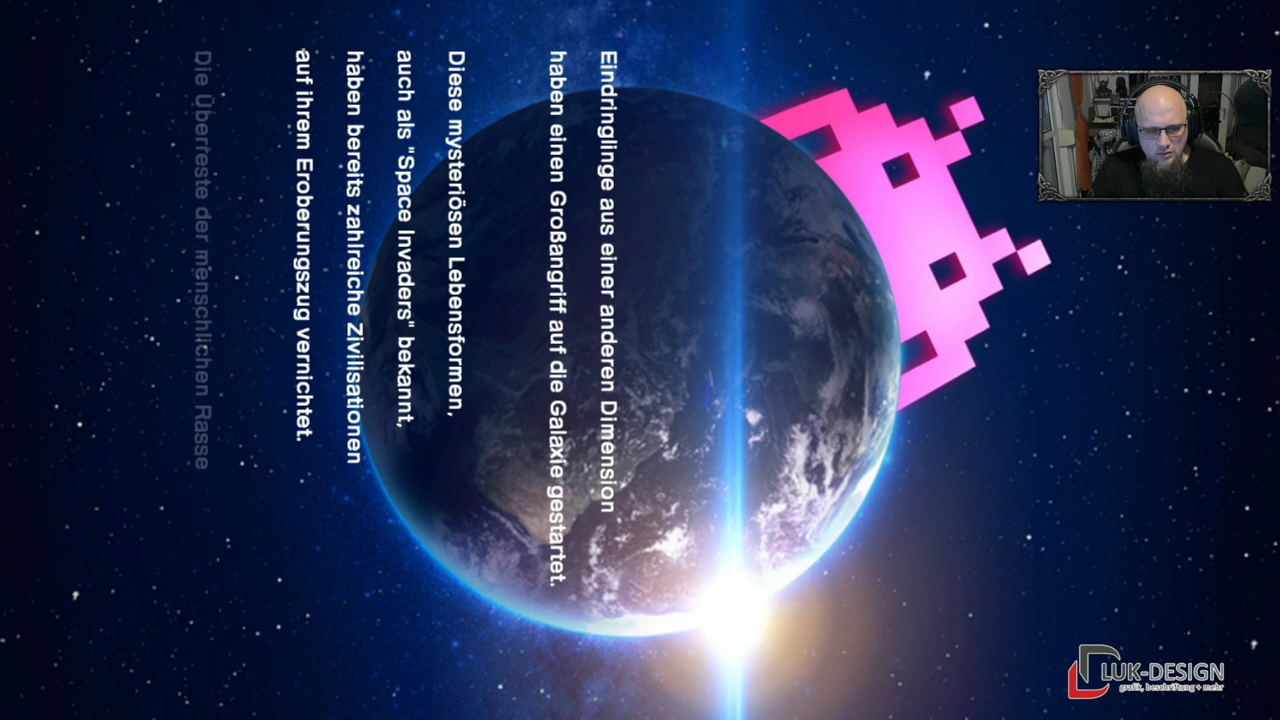 Eindringlinge aus einer anderen Dimension
haben einen Großangriff auf die Galaxie gestartet.
Diese mysteriösen Lebensformen,
auch als "Space Invaders" bekannt,
haben bereits zahlreiche Zivilisationen
auf ihrem Eroberungszug vernichtet.
Die Überreste der menschlichen Rasse
LUK-DESIGN
grafik, beschriftung + mehr